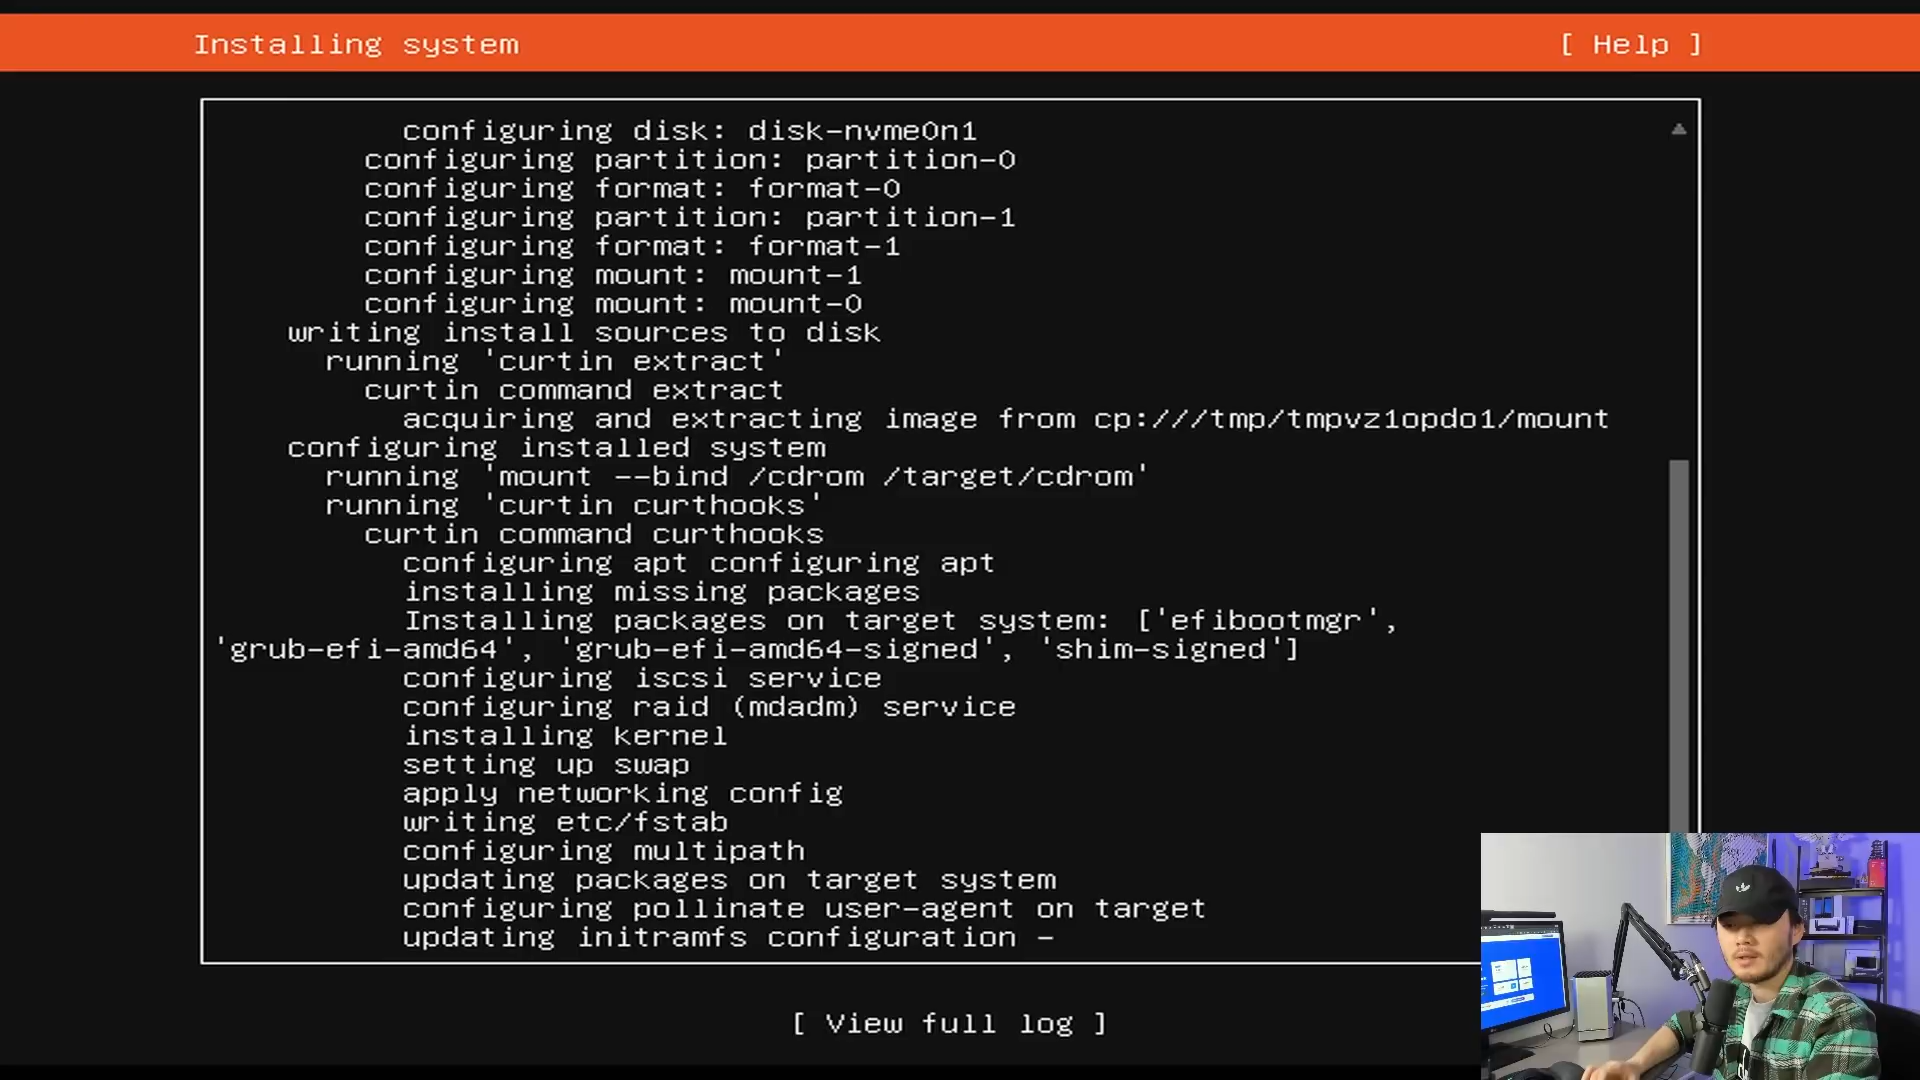 Installing system
[ Help ]
configuring disk: disk-nvme0n1
configuring partition: partition-0
configuring format: format-0
configuring partition: partition-1
configuring format: format-1
configuring mount: mount-1
configuring mount: mount-0
writing install sources to disk
running 'curtin extract'
curtin command extract
acquiring and extracting image from cp:///tmp/tmpvz1opdo1/mount
configuring installed system
running 'mount --bind /cdrom /target/cdrom'
running 'curtin curthooks'
curtin command curthooks
configuring apt configuring apt
installing missing packages
Installing packages on target system: ['efibootmgr',
'grub-efi-amd64', 'grub-efi-amd64-signed', 'shim-signed']
configuring iscsi service
configuring raid (mdadm) service
installing kernel
setting up swap
apply networking config
writing etc/fstab
configuring multipath
updating packages on target system
configuring pollinate user-agent on target
updating initramfs configuration -
[ View full log ]